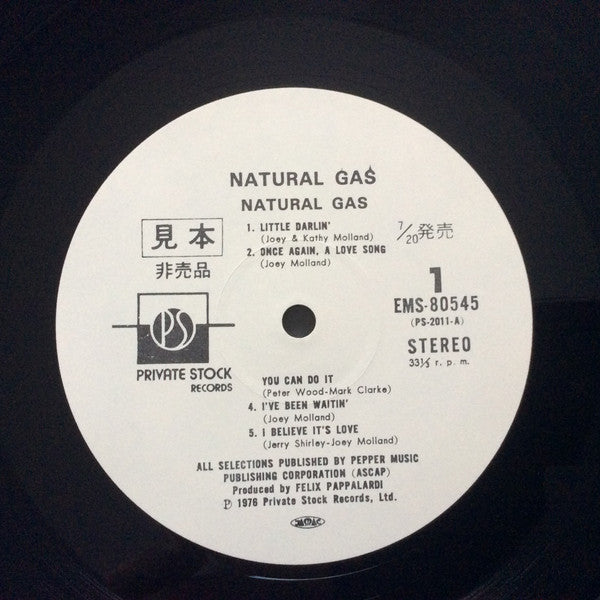 NATURAL GAS
NATURAL GAS
1. LITTLE DARLIN'
(Joey & Kathy Molland)
2. ONCE AGAIN, A LOVE SONG
(Joey Molland)
見本
非売品
7/20発売
1
EMS-80545
(PS-2011-A)
STEREO
33⅓ r. p. m.
PS
PRIVATE STOCK
RECORDS
YOU CAN DO IT
(Peter Wood-Mark Clarke)
4. I'VE BEEN WAITIN'
(Joey Molland)
5. I BELIEVE IT'S LOVE
(Jerry Shirley-Joey Molland)
ALL SELECTIONS PUBLISHED BY PEPPER MUSIC
PUBLISHING CORPORATION (ASCAP)
Produced by FELIX PAPPALARDI
℗ 1976 Private Stock Records, Ltd.